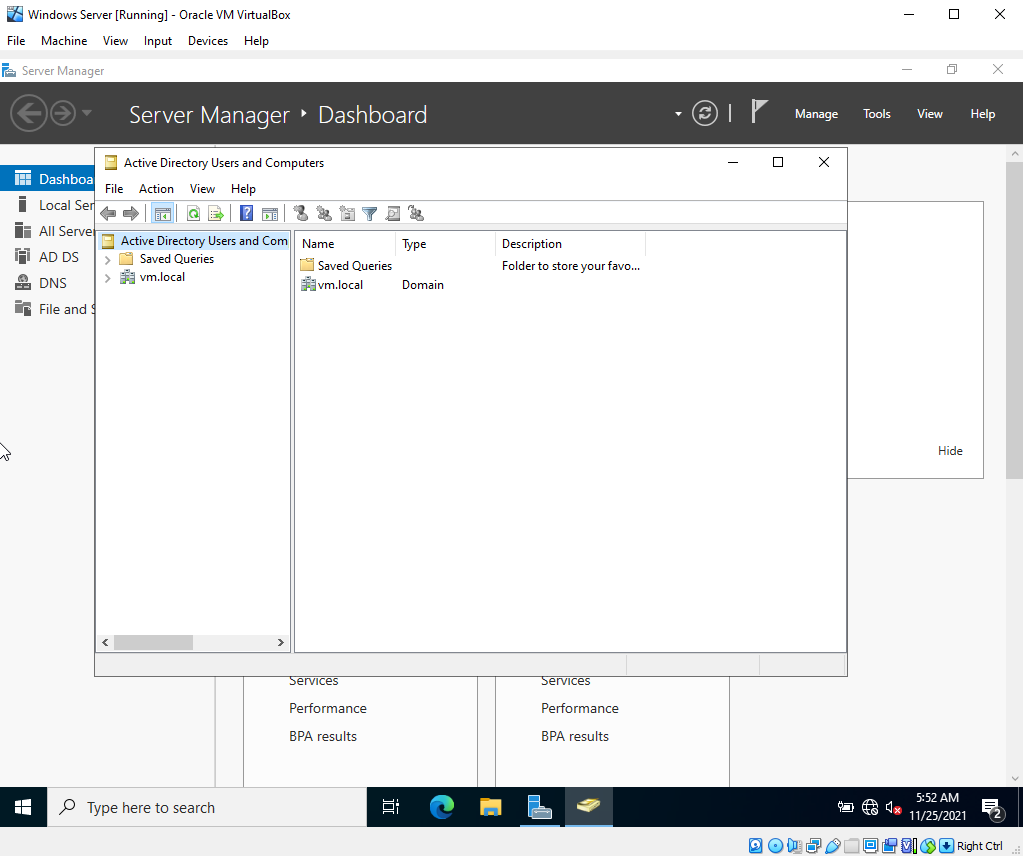 Windows Server [Running] - Oracle VM VirtualBox
File Machine View Input Devices Help
Server Manager
Server Manager Dashboard
Manage Tools View Help
Active Directory Users and Computers
File Action View Help
Dashboa
Local Ser
All Server
AD DS
DNS
File and S
Active Directory Users and Com
Saved Queries
vm.local
Name Type Description
Saved Queries Folder to store your favo...
vm.local Domain
Hide
Services
Performance
BPA results
Services
Performance
BPA results
Type here to search
5:52 AM
11/25/2021
2
Right Ctrl